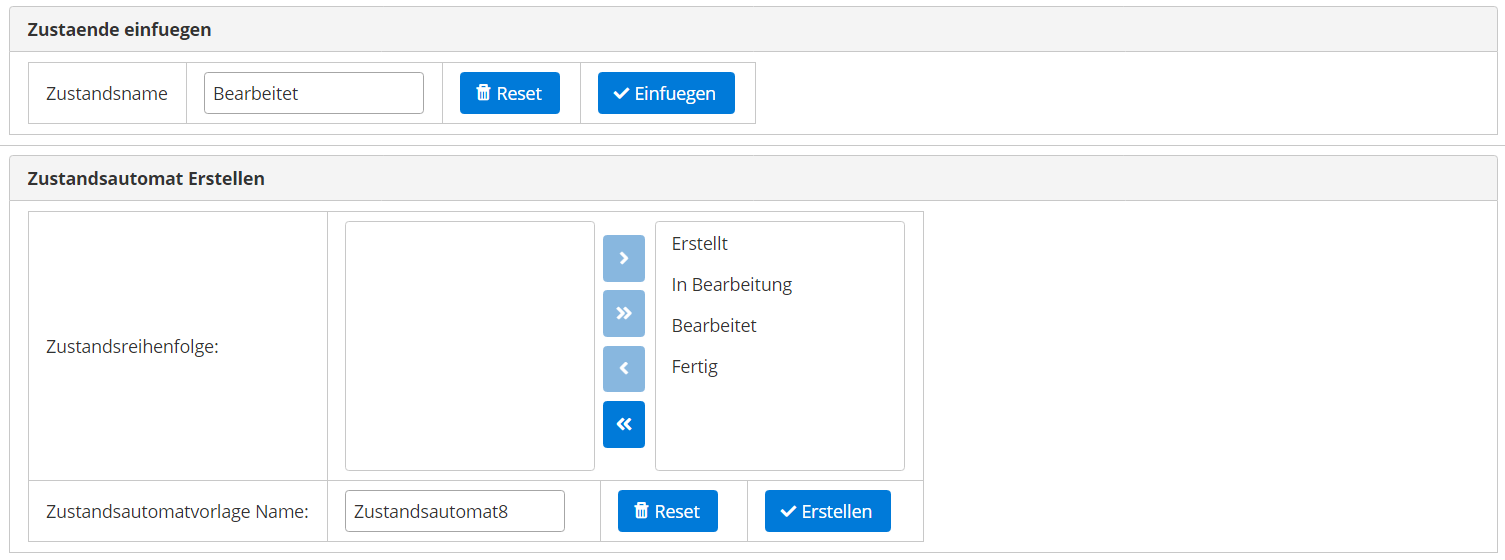 Zustaende einfuegen
Zustandsname Bearbeitet Reset Einfuegen
Zustandsautomat Erstellen
Zustandsreihenfolge:
Erstellt
In Bearbeitung
Bearbeitet
Fertig
Zustandsautomatvorlage Name: Zustandsautomat8 Reset Erstellen